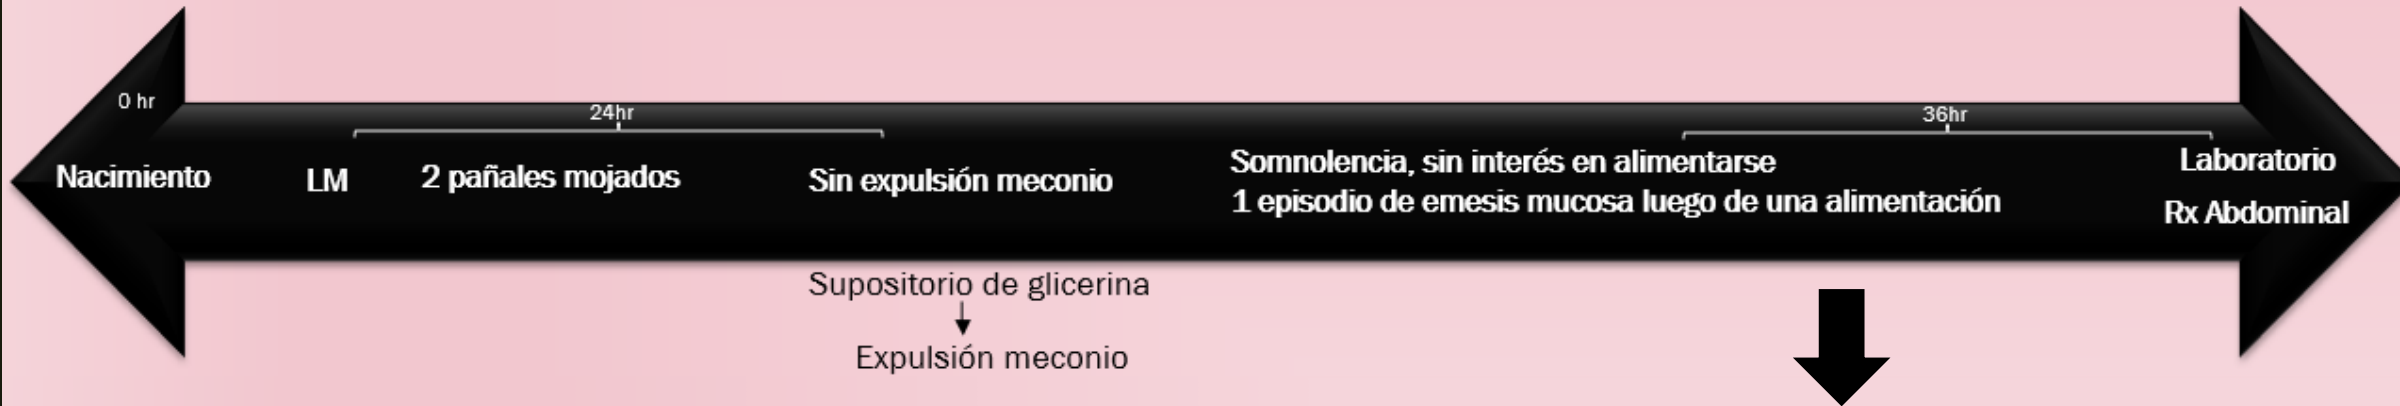 0 hr
24hr
36hr
Nacimiento
LM
2 pañales mojados
Sin expulsión meconio
Somnolencia, sin interés en alimentarse
1 episodio de emesis mucosa luego de una alimentación
Laboratorio
Rx Abdominal
Supositorio de glicerina
Expulsión meconio